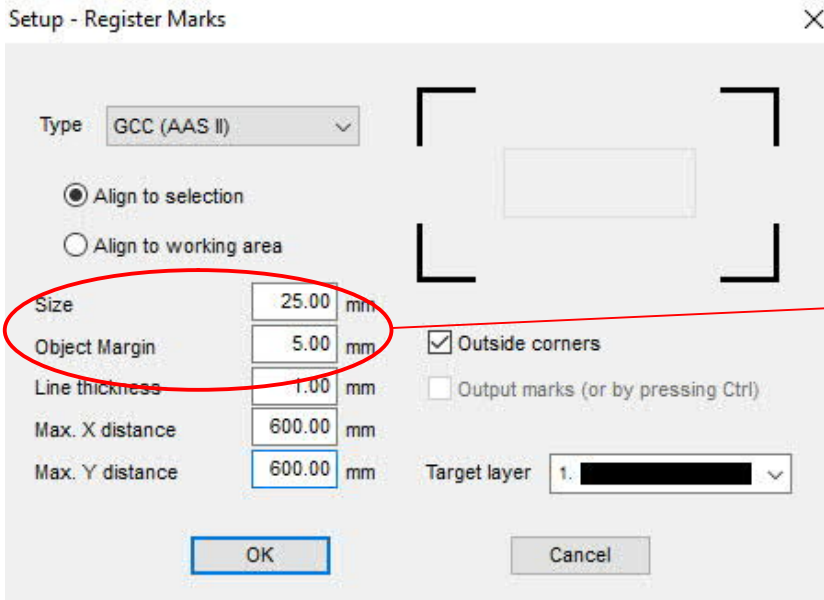 Setup - Register Marks
Type GCC (AAS II)
Align to selection
Align to working area
Size 25.00 mm
Object Margin 5.00 mm
Outside corners
Line thickness 1.00 mm
Output marks (or by pressing Ctrl)
Max. X distance 600.00 mm
Max. Y distance 600.00 mm
Target layer 1.
OK
Cancel